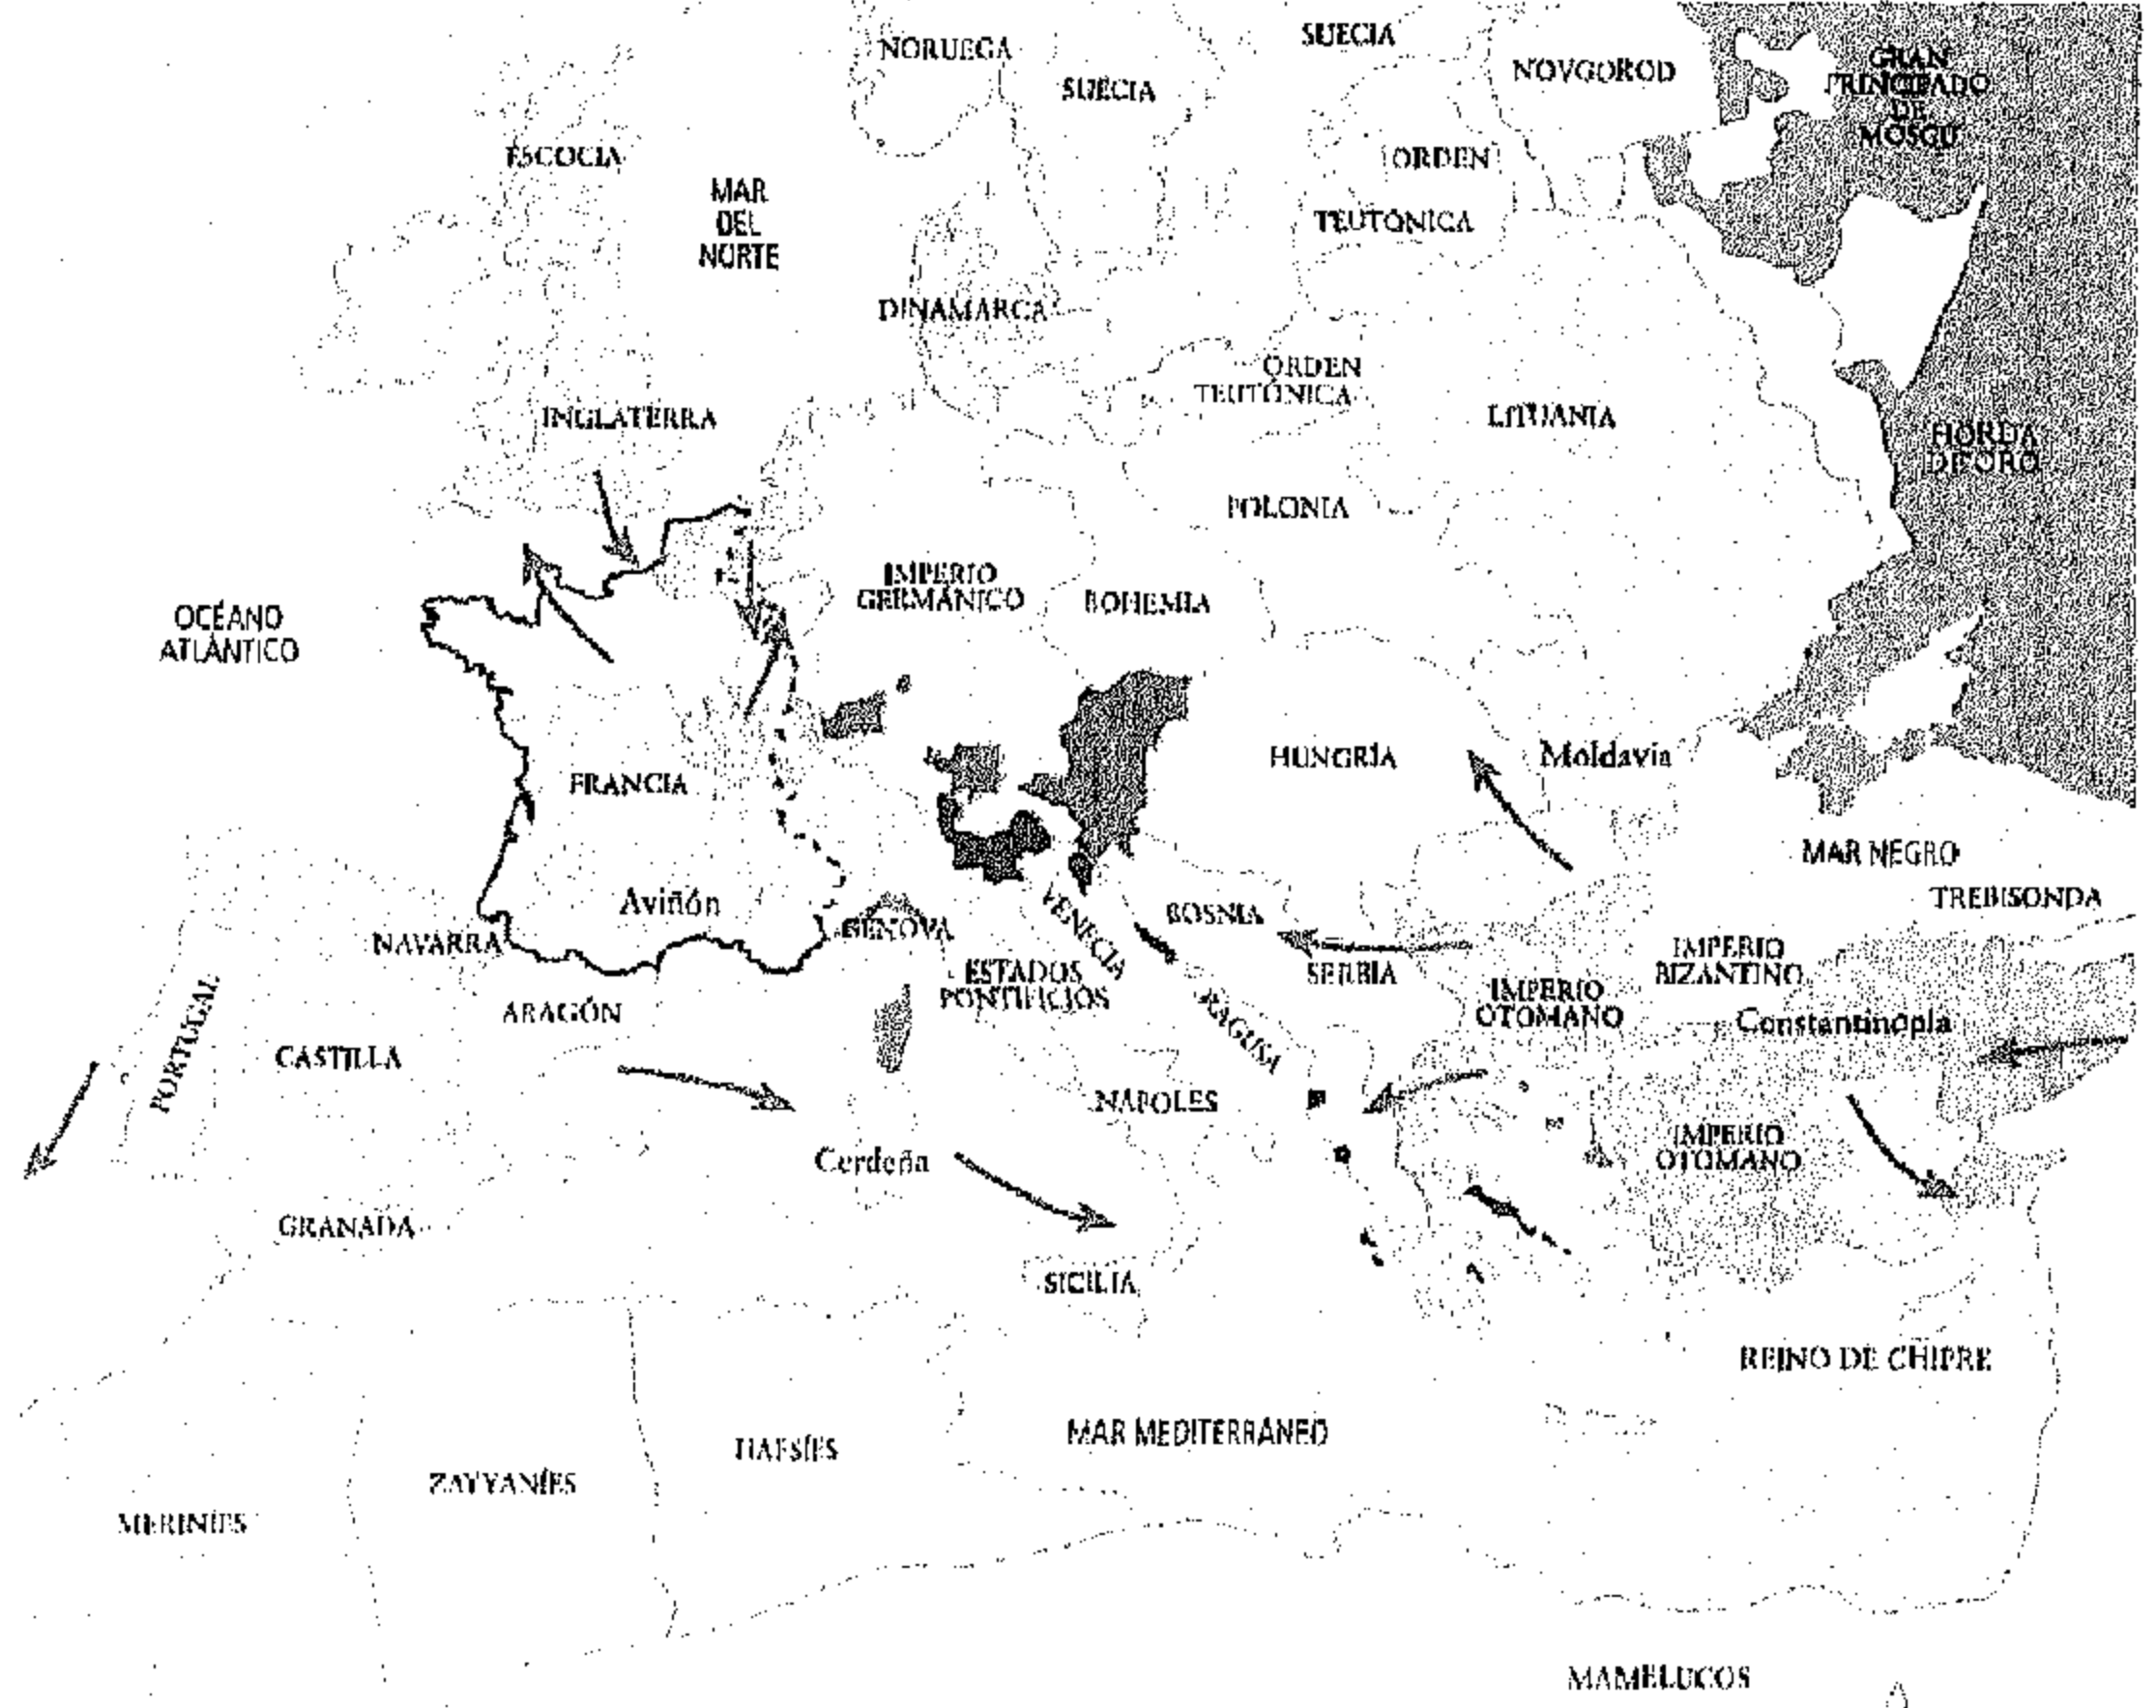 NORUEGA
SUECIA
SUECIA
NOVGOROD
GRAN
PRINCIPADO
DE
MOSCÚ
ESCOCIA
MAR
DEL
NORTE
ORDEN
TEUTÓNICA
DINAMARCA
ORDEN
TEUTÓNICA
INGLATERRA
LITUANIA
HORDA
DE ORO
POLONIA
OCÉANO
ATLÁNTICO
IMPERIO
GERMÁNICO
BOHEMIA
FRANCIA
HUNGRÍA
Moldavia
MAR NEGRO
TREBISONDA
Aviñón
NAVARRA
GÉNOVA
VENECIA
BOSNIA
SERBIA
IMPERIO
BIZANTINO
ESTADOS
PONTIFICIOS
RAGUSA
IMPERIO
OTOMANO
Constantinopla
PORTUGAL
CASTILLA
ARAGÓN
NÁPOLES
Cerdeña
IMPERIO
OTOMANO
GRANADA
SICILIA
REINO DE CHIPRE
MAR MEDITERRÁNEO
HAFSÍES
ZAYYANÍES
MERINÍES
MAMELUCOS